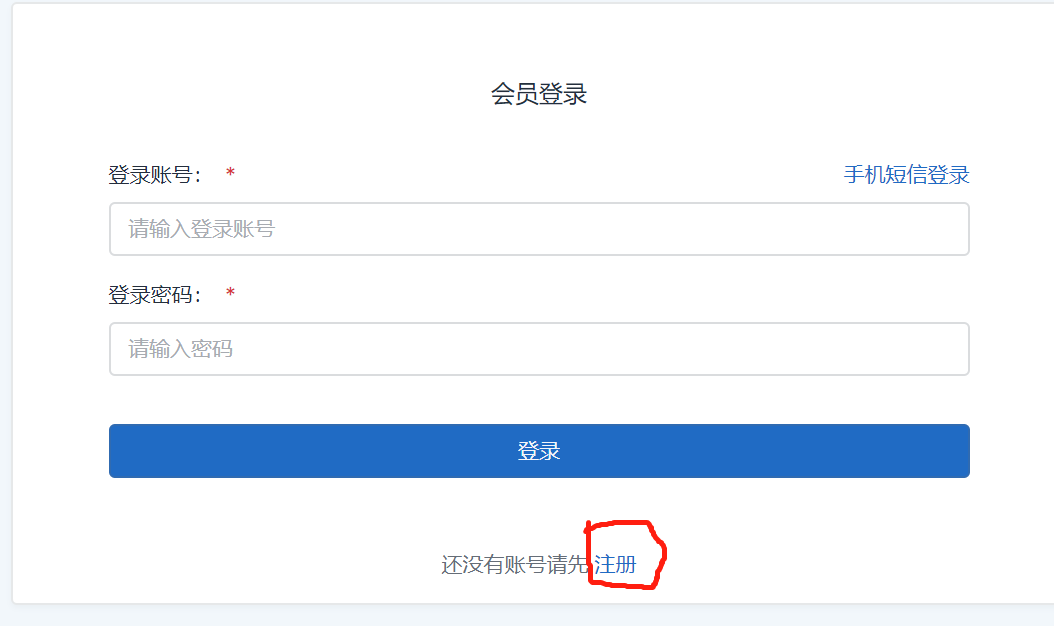 会员登录
登录账号： * 手机短信登录
请输入登录账号
登录密码： *
请输入密码
登录
还没有账号请先 注册